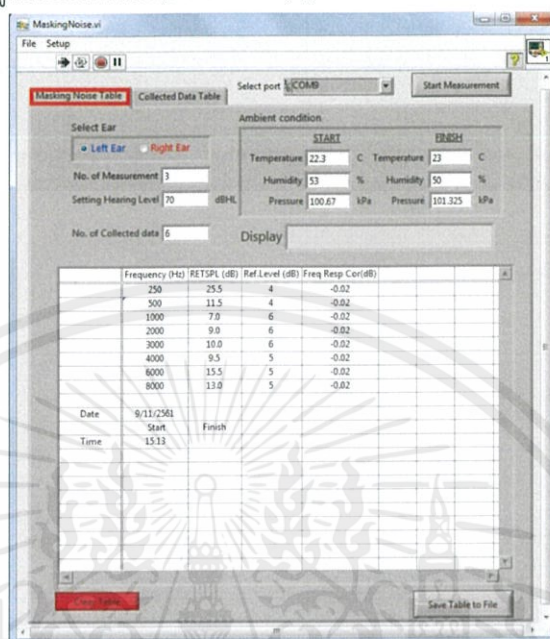 MaskingNoise.vi
File Setup
Masking Noise Table Collected Data Table Select port COM9 Start Measurement
Select Ear
Left Ear Right Ear
No. of Measurement 3
Setting Hearing Level 70 dBHL
No. of Collected data 6
Ambient condition
START FINISH
Temperature 22.3 C Temperature 23 C
Humidity 53 % Humidity 50 %
Pressure 100.67 kPa Pressure 101.325 kPa
Display
Frequency (Hz) RETSPL (dB) Ref.Level (dB) Freq Resp Cor(dB)
250 25.5 4 -0.02
500 11.5 4 -0.02
1000 7.0 6 -0.02
2000 9.0 6 -0.02
3000 10.0 6 -0.02
4000 9.5 5 -0.02
6000 15.5 5 -0.02
8000 13.0 5 -0.02
Date 9/11/2561
Start Finish
Time 15:13
Clear Table Save Table to File